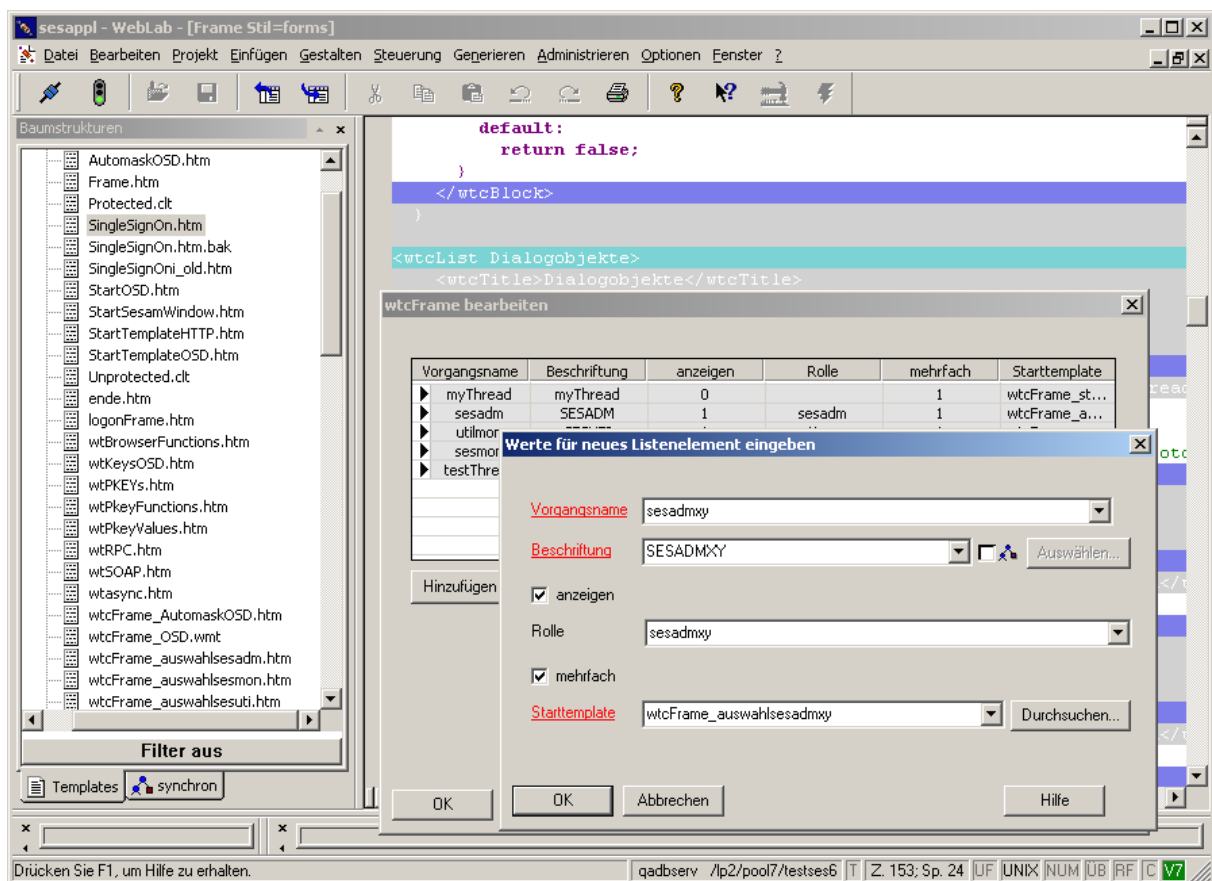 sesappl - WebLab - [Frame Stil=forms]
Datei Bearbeiten Projekt Einfügen Gestalten Steuerung Generieren Administrieren Optionen Fenster ?
Baumstrukturen
AutomaskOSD.htm
Frame.htm
Protected.clt
SingleSignOn.htm
SingleSignOn.htm.bak
SingleSignOni_old.htm
StartOSD.htm
StartSesamWindow.htm
StartTemplateHTTP.htm
StartTemplateOSD.htm
Unprotected.clt
ende.htm
logonFrame.htm
wtBrowserFunctions.htm
wtKeysOSD.htm
wtPKEYs.htm
wtPkeyFunctions.htm
wtPkeyValues.htm
wtRPC.htm
wtSOAP.htm
wtasync.htm
wtcFrame_AutomaskOSD.htm
wtcFrame_OSD.wmt
wtcFrame_auswahlsesadm.htm
wtcFrame_auswahlsesmon.htm
wtcFrame_auswahlsesuti.htm
Filter aus
Templates synchron
default:
return false;
}
</wtcBlock>
}
<wtcList Dialogobjekte>
<wtcTitle>Dialogobjekte</wtcTitle>
wtcFrame bearbeiten
Vorgangsname Beschriftung anzeigen Rolle mehrfach Starttemplate
myThread myThread 0 1 wtcFrame_st...
sesadm SESADM 1 sesadm 1 wtcFrame_a...
utilmor
sesmor
testThre
Hinzufügen
OK
Werte für neues Listenelement eingeben
Vorgangsname sesadmxy
Beschriftung SESADMXY Auswählen...
anzeigen
Rolle sesadmxy
mehrfach
Starttemplate wtcFrame_auswahlsesadmxy Durchsuchen...
OK Abbrechen Hilfe
Drücken Sie F1, um Hilfe zu erhalten. qadbserv /lp2/pool7/testses6 T Z. 153; Sp. 24 UF UNIX NUM ÜB RF C V7